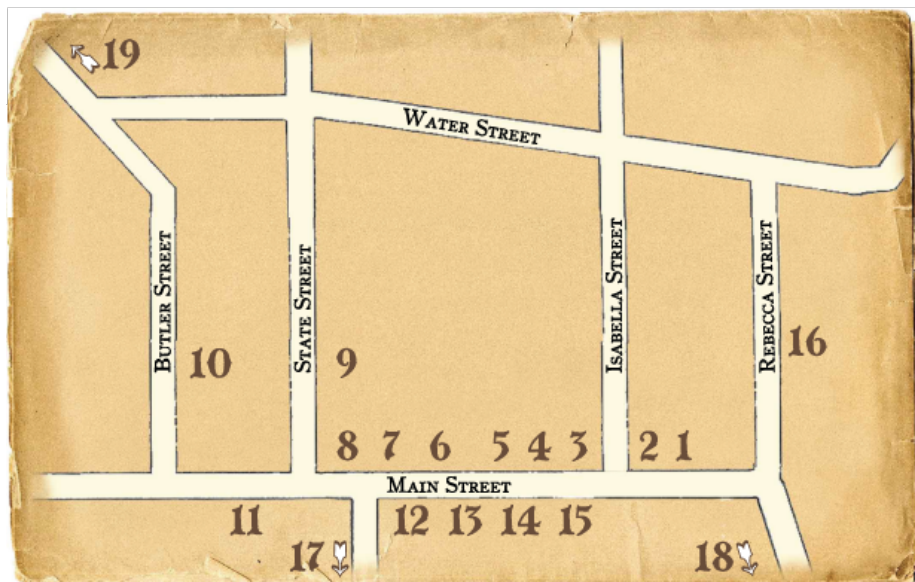 19
WATER STREET
BUTLER STREET
STATE STREET
ISABELLA STREET
REBECCA STREET
10
9
16
8 7 6 5 4 3 2 1
MAIN STREET
11 12 13 14 15
17 18